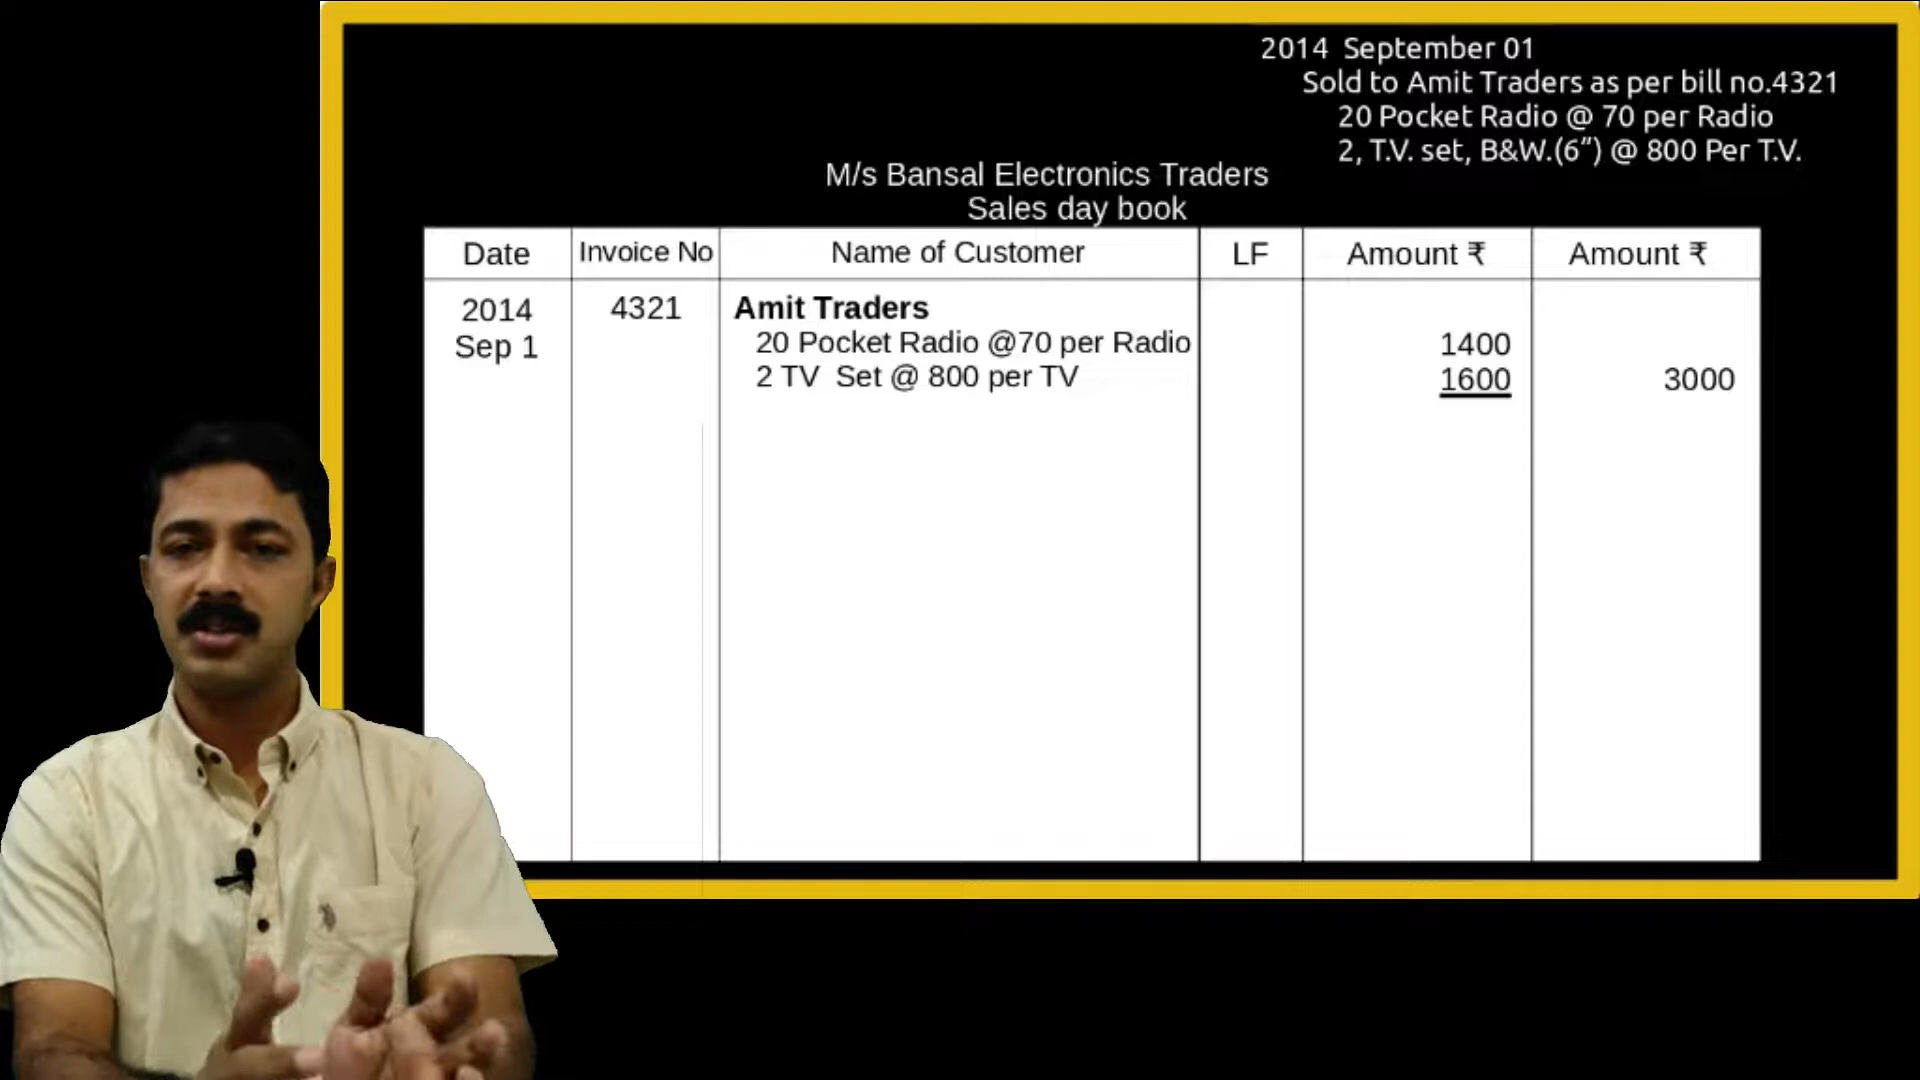 2014 September 01
Sold to Amit Traders as per bill no.4321
20 Pocket Radio @ 70 per Radio
2, T.V. set, B&W.(6”) @ 800 Per T.V.
M/s Bansal Electronics Traders
Sales day book
Date Invoice No Name of Customer LF Amount ₹ Amount ₹
2014 4321 Amit Traders
Sep 1 20 Pocket Radio @70 per Radio 1400
2 TV Set @ 800 per TV 1600 3000